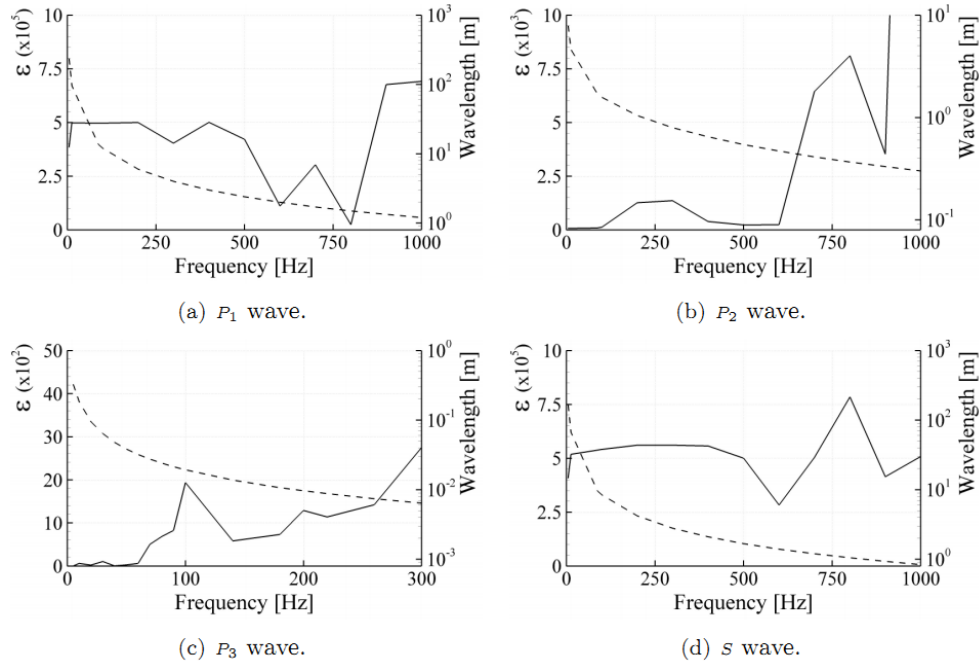 10
7.5
5
2.5
0
ε (x10⁵)
10³
10²
10¹
10⁰
Wavelength [m]
0 250 500 750 1000
Frequency [Hz]
(a) P₁ wave.
10
7.5
5
2.5
0
ε (x10³)
10¹
10⁰
10⁻¹
Wavelength [m]
0 250 500 750 1000
Frequency [Hz]
(b) P₂ wave.
50
40
30
20
10
0
ε (x10²)
10⁰
10⁻¹
10⁻²
10⁻³
Wavelength [m]
100 200 300
Frequency [Hz]
(c) P₃ wave.
10
7.5
5
2.5
0
ε (x10⁵)
10³
10²
10¹
10⁰
Wavelength [m]
0 250 500 750 1000
Frequency [Hz]
(d) S wave.